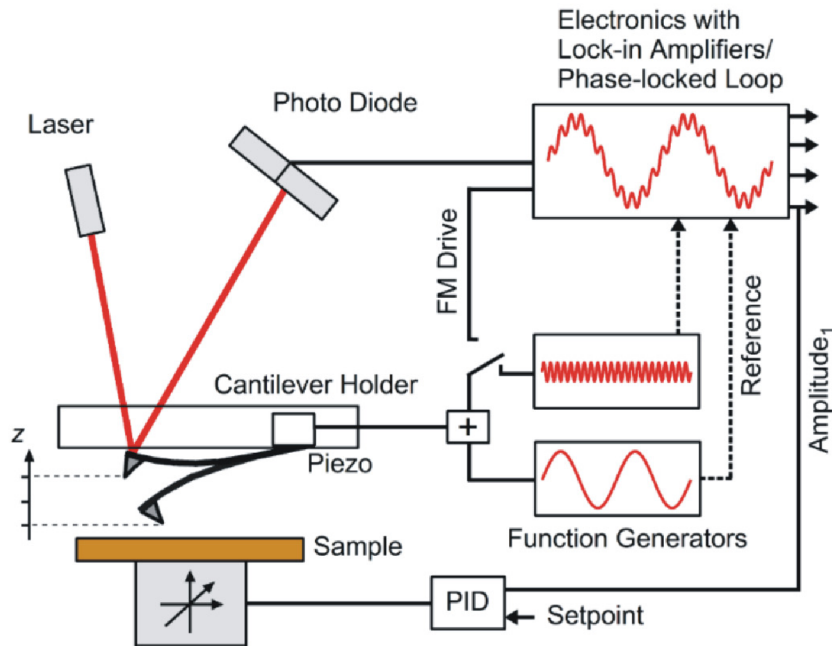 Electronics with
Lock-in Amplifiers/
Phase-locked Loop
Photo Diode
Laser
FM Drive
Reference
Amplitude1
Cantilever Holder
+
z
Piezo
Function Generators
Sample
PID
Setpoint